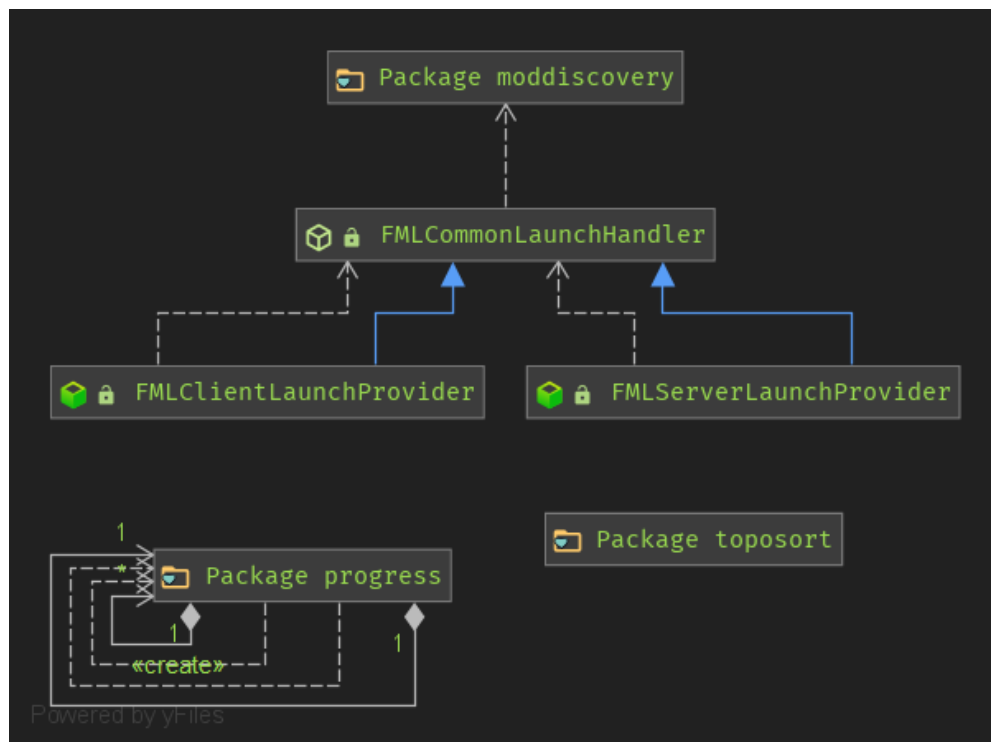 Package moddiscovery
FMLCommonLaunchHandler
FMLClientLaunchProvider
FMLServerLaunchProvider
Package toposort
1
*
Package progress
1
1
«create»
Powered by yFiles